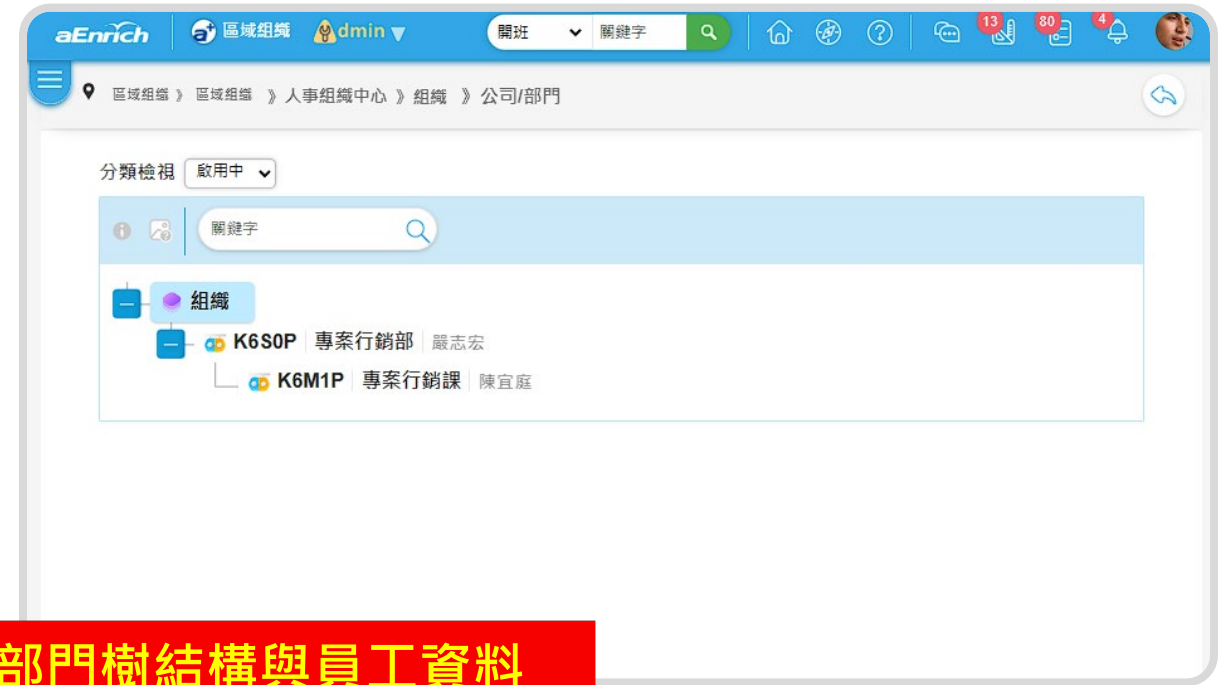 aEnrich 區域組織 Admin 開班 關鍵字 13 80 4
區域組織 》 區域組織 》人事組織中心 》組織 》公司/部門
分類檢視 啟用中
關鍵字
組織
K6S0P 專案行銷部 嚴志宏
K6M1P 專案行銷課 陳宜庭
部門樹結構與員工資料